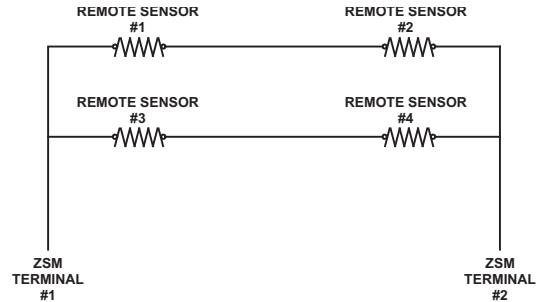 REMOTE SENSOR
#1
REMOTE SENSOR
#2
REMOTE SENSOR
#3
REMOTE SENSOR
#4
ZSM
TERMINAL
#1
ZSM
TERMINAL
#2